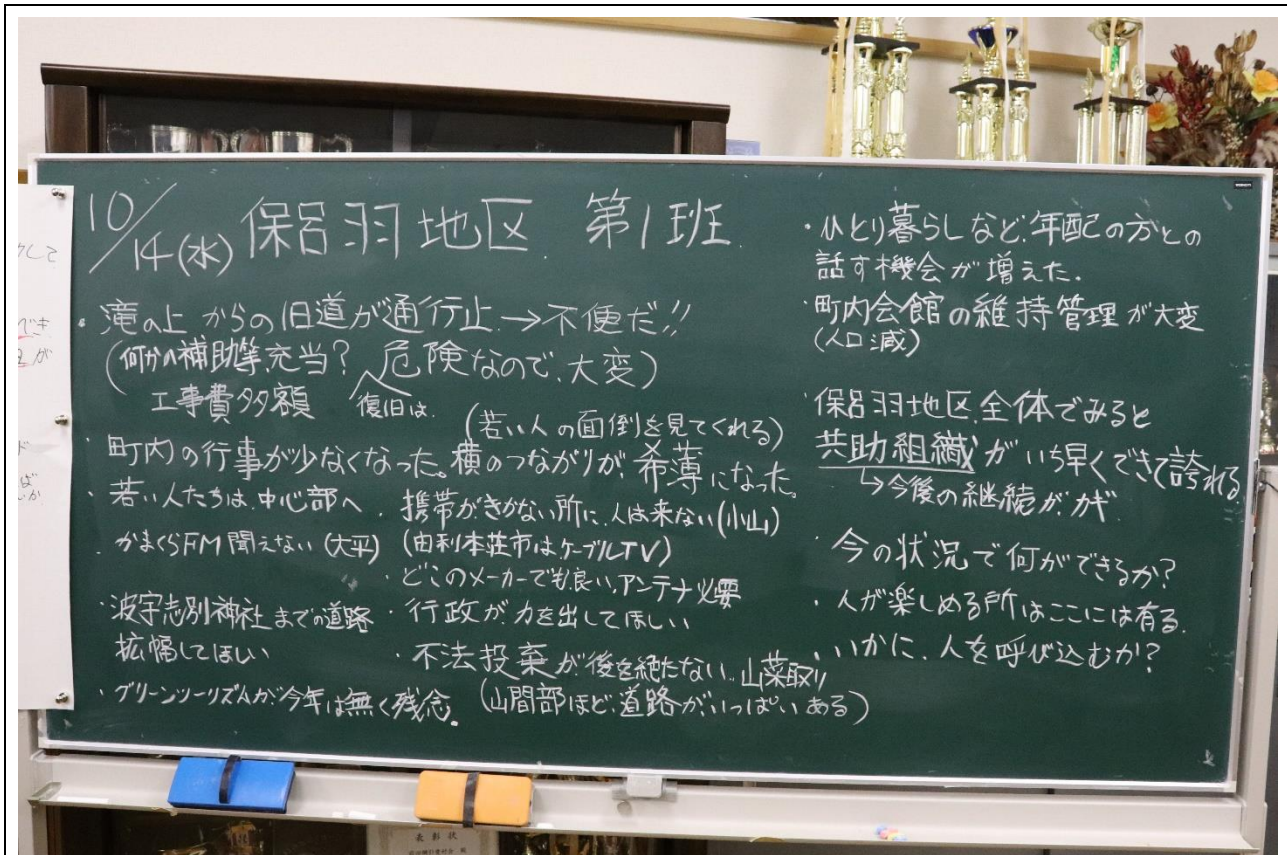 10/14(水) 保呂羽地区 第1班
・滝の上からの旧道が通行止→不便だ!!
(何かの補助等充当? 危険なので、大変)
工事費多額 復旧は
(若い人の面倒を見てくれる)
・町内の行事が少なくなった。横のつながりが、希薄になった。
・若い人たちは、中心部へ
・かまくらFM聞えない(大平)
・波宇志別神社までの道路
拡幅してほしい
・グリーンツーリズムが、今年は無く残念。
・携帯がきかない所に、人は来ない(小山)
(由利本荘市はケーブルTV)
・どこのメーカーでも良い、アンテナ必要
・行政が力を出してほしい
・不法投棄が後を絶たない、山菜取り
(山間部ほど、道路が、いっぱいある)
・ひとり暮らしなど、年配の方との
話す機会が増えた。
・町内会館の維持管理が大変
(人口減)
・保呂羽地区全体でみると
共助組織がいち早くできて誇れる
↳今後の継続がカギ
・今の状況で何ができるか?
・人が楽しめる所はここには有る。
・いかに、人を呼び込むか?
表彰状